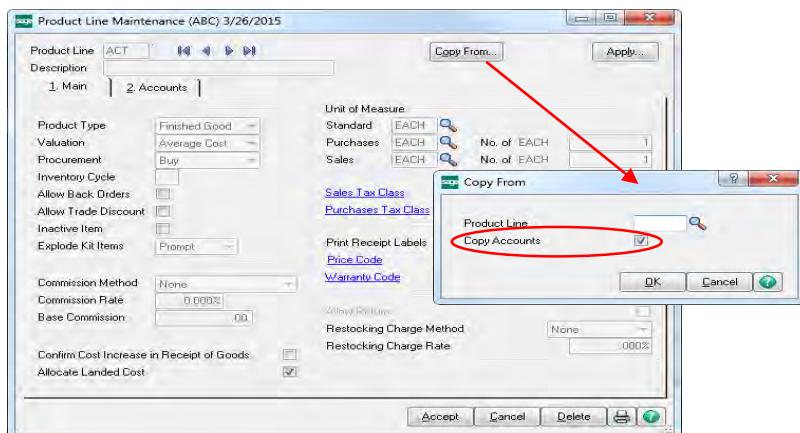 sage Product Line Maintenance (ABC) 3/26/2015
Product Line ACT Copy From... Apply...
Description
1. Main 2. Accounts
Unit of Measure
Product Type Finished Good Standard EACH
Valuation Average Cost Purchases EACH No. of EACH 1
Procurement Buy Sales EACH No. of EACH 1
Inventory Cycle
Allow Back Orders Sales Tax Class
Allow Trade Discount Purchases Tax Class
Inactive Item
Explode Kit Items Prompt Print Receipt Labels
Price Code
Commission Method None Warranty Code
Commission Rate 0.000%
Base Commission .00
Restocking Charge Method None
Restocking Charge Rate .000%
Confirm Cost Increase in Receipt of Goods
Allocate Landed Cost
Accept Cancel Delete
sage Copy From
Product Line
Copy Accounts
OK Cancel